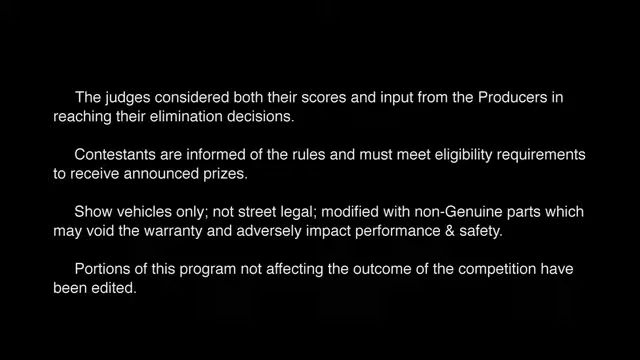 The judges considered both their scores and input from the Producers in
reaching their elimination decisions.
Contestants are informed of the rules and must meet eligibility requirements
to receive announced prizes.
Show vehicles only; not street legal; modified with non-Genuine parts which
may void the warranty and adversely impact performance & safety.
Portions of this program not affecting the outcome of the competition have
been edited.